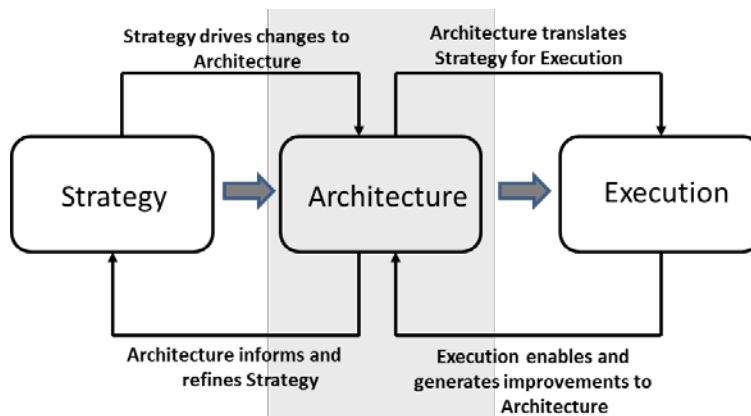 Strategy drives changes to
Architecture
Architecture translates
Strategy for Execution
Strategy
Architecture
Execution
Architecture informs and
refines Strategy
Execution enables and
generates improvements to
Architecture